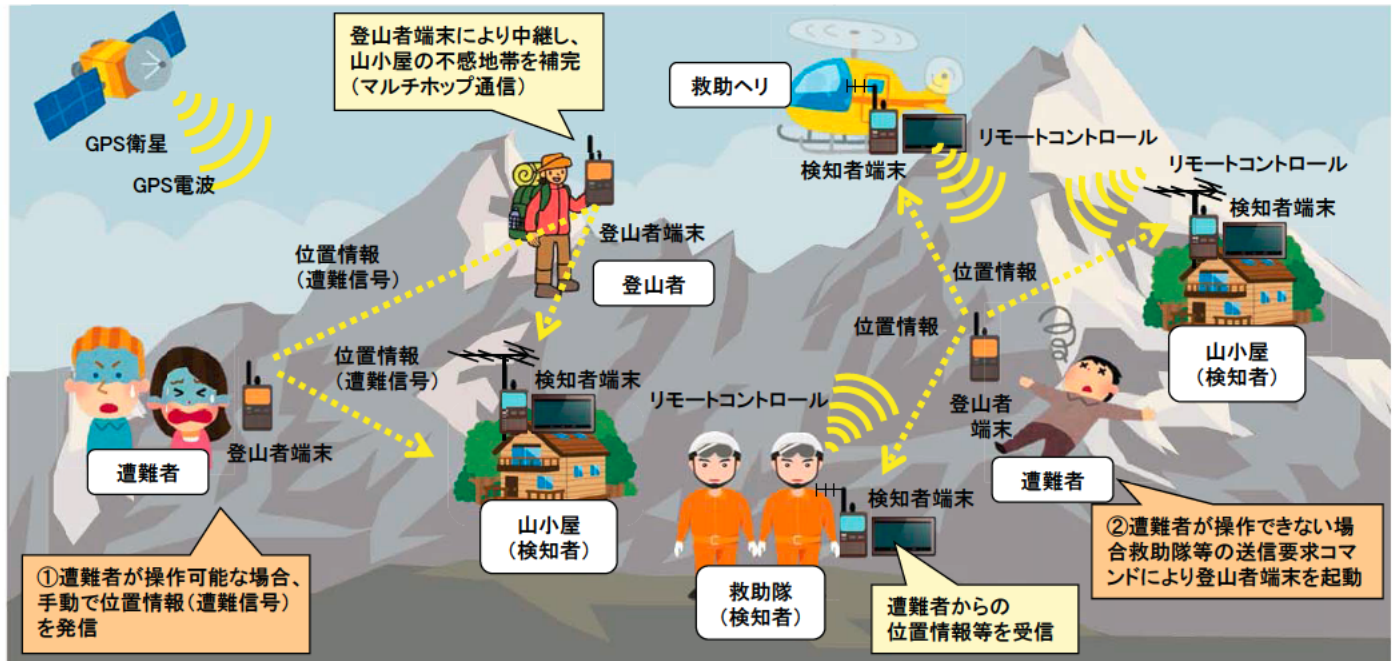 登山者端末により中継し、
山小屋の不感地帯を補完
(マルチホップ通信)
GPS衛星
GPS電波
救助ヘリ
検知者端末
リモートコントロール
リモートコントロール
検知者端末
登山者端末
登山者
位置情報
(遭難信号)
位置情報
(遭難信号)
検知者端末
登山者端末
遭難者
山小屋
(検知者)
位置情報
位置情報
山小屋
(検知者)
リモートコントロール
登山者
端末
遭難者
検知者端末
救助隊
(検知者)
①遭難者が操作可能な場合、
手動で位置情報(遭難信号)
を発信
遭難者からの
位置情報等を受信
②遭難者が操作できない場
合救助隊等の送信要求コマ
ンドにより登山者端末を起動